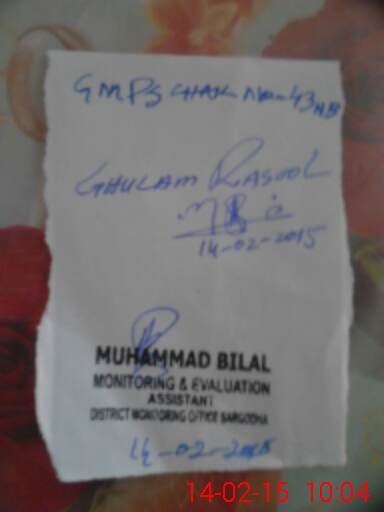 GMPS CHAK No. 43 NB
GHULAM RASOOL
14-02-2015
MUHAMMAD BILAL
MONITORING & EVALUATION
ASSISTANT
DISTRICT MONITORING OFFICE SARGODHA
14-02-2015
14-02-15 10:04